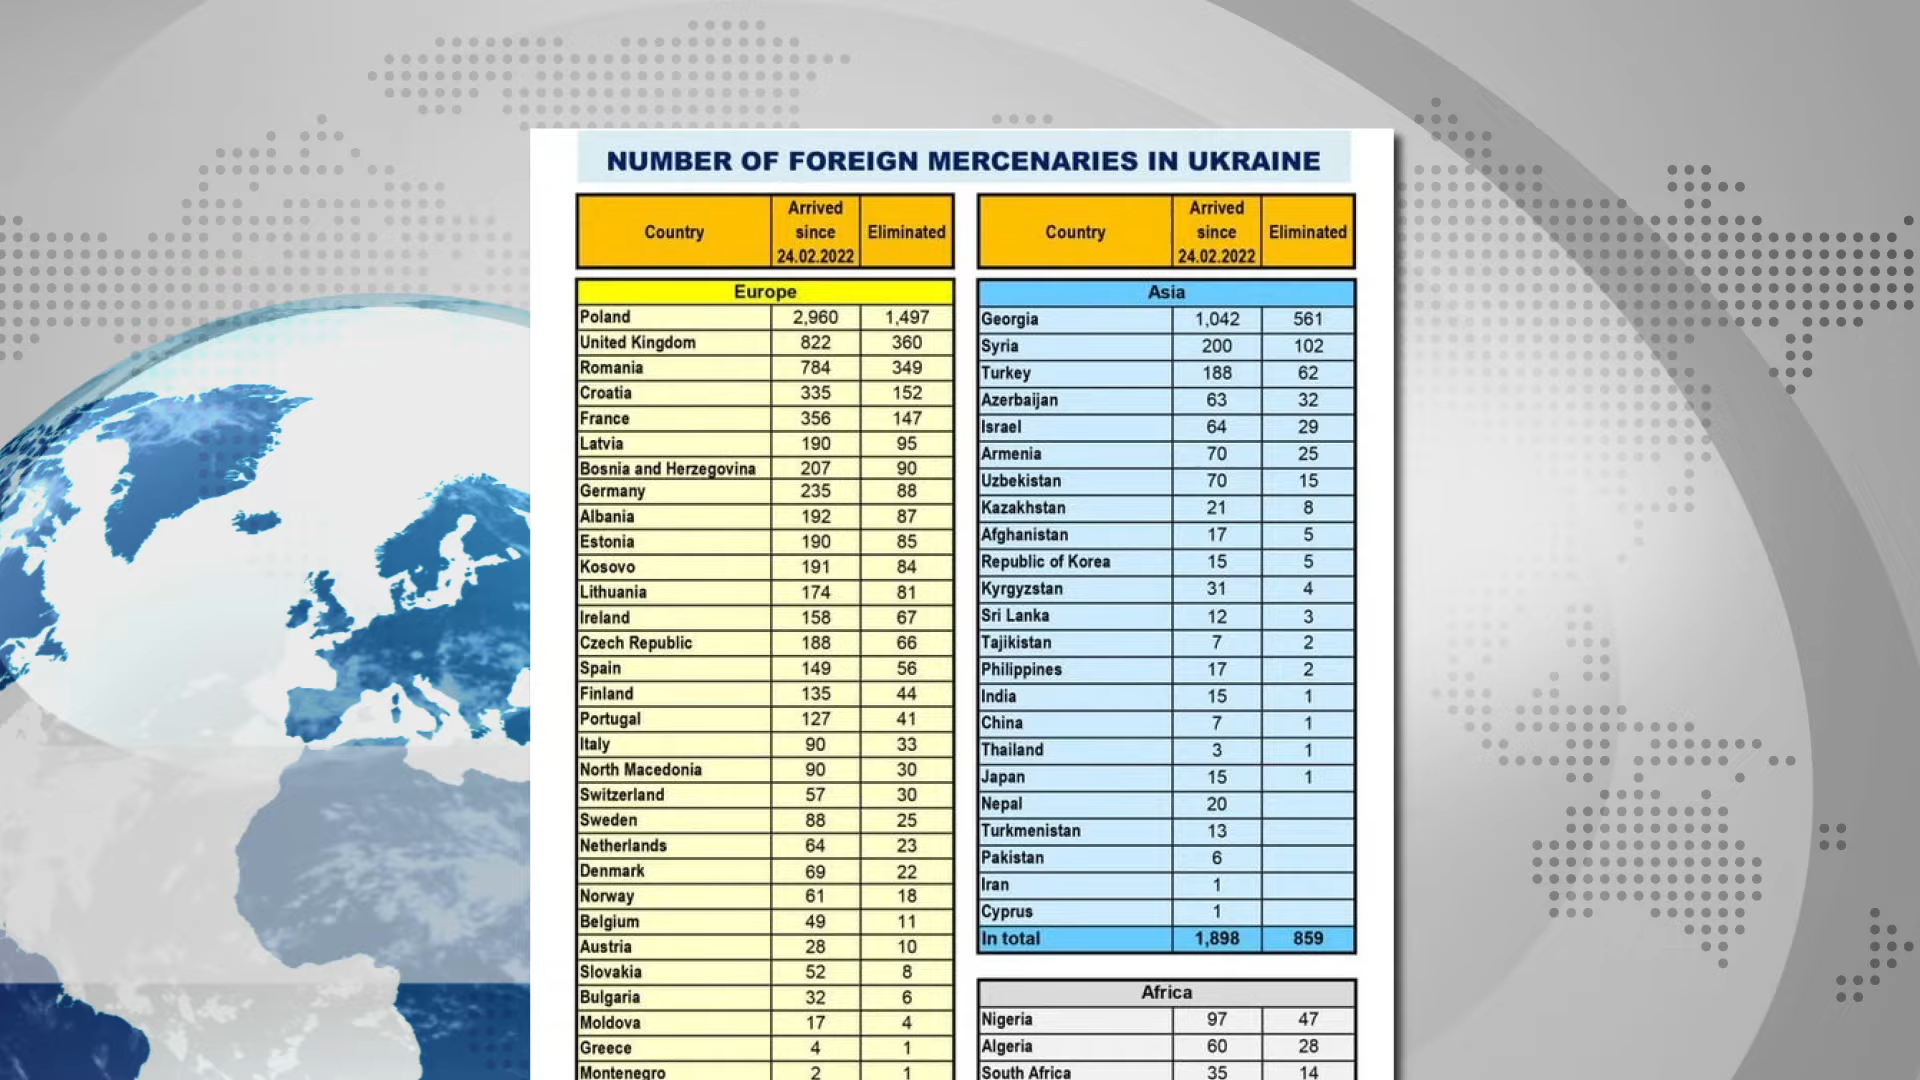 NUMBER OF FOREIGN MERCENARIES IN UKRAINE
Country Arrived since 24.02.2022 Eliminated
Europe
Poland 2,960 1,497
United Kingdom 822 360
Romania 784 349
Croatia 335 152
France 356 147
Latvia 190 95
Bosnia and Herzegovina 207 90
Germany 235 88
Albania 192 87
Estonia 190 85
Kosovo 191 84
Lithuania 174 81
Ireland 158 67
Czech Republic 188 66
Spain 149 56
Finland 135 44
Portugal 127 41
Italy 90 33
North Macedonia 90 30
Switzerland 57 30
Sweden 88 25
Netherlands 64 23
Denmark 69 22
Norway 61 18
Belgium 49 11
Austria 28 10
Slovakia 52 8
Bulgaria 32 6
Moldova 17 4
Greece 4 1
Montenegro 2 1
Country Arrived since 24.02.2022 Eliminated
Asia
Georgia 1,042 561
Syria 200 102
Turkey 188 62
Azerbaijan 63 32
Israel 64 29
Armenia 70 25
Uzbekistan 70 15
Kazakhstan 21 8
Afghanistan 17 5
Republic of Korea 15 5
Kyrgyzstan 31 4
Sri Lanka 12 3
Tajikistan 7 2
Philippines 17 2
India 15 1
China 7 1
Thailand 3 1
Japan 15 1
Nepal 20
Turkmenistan 13
Pakistan 6
Iran 1
Cyprus 1
In total 1,898 859
Africa
Nigeria 97 47
Algeria 60 28
South Africa 35 14